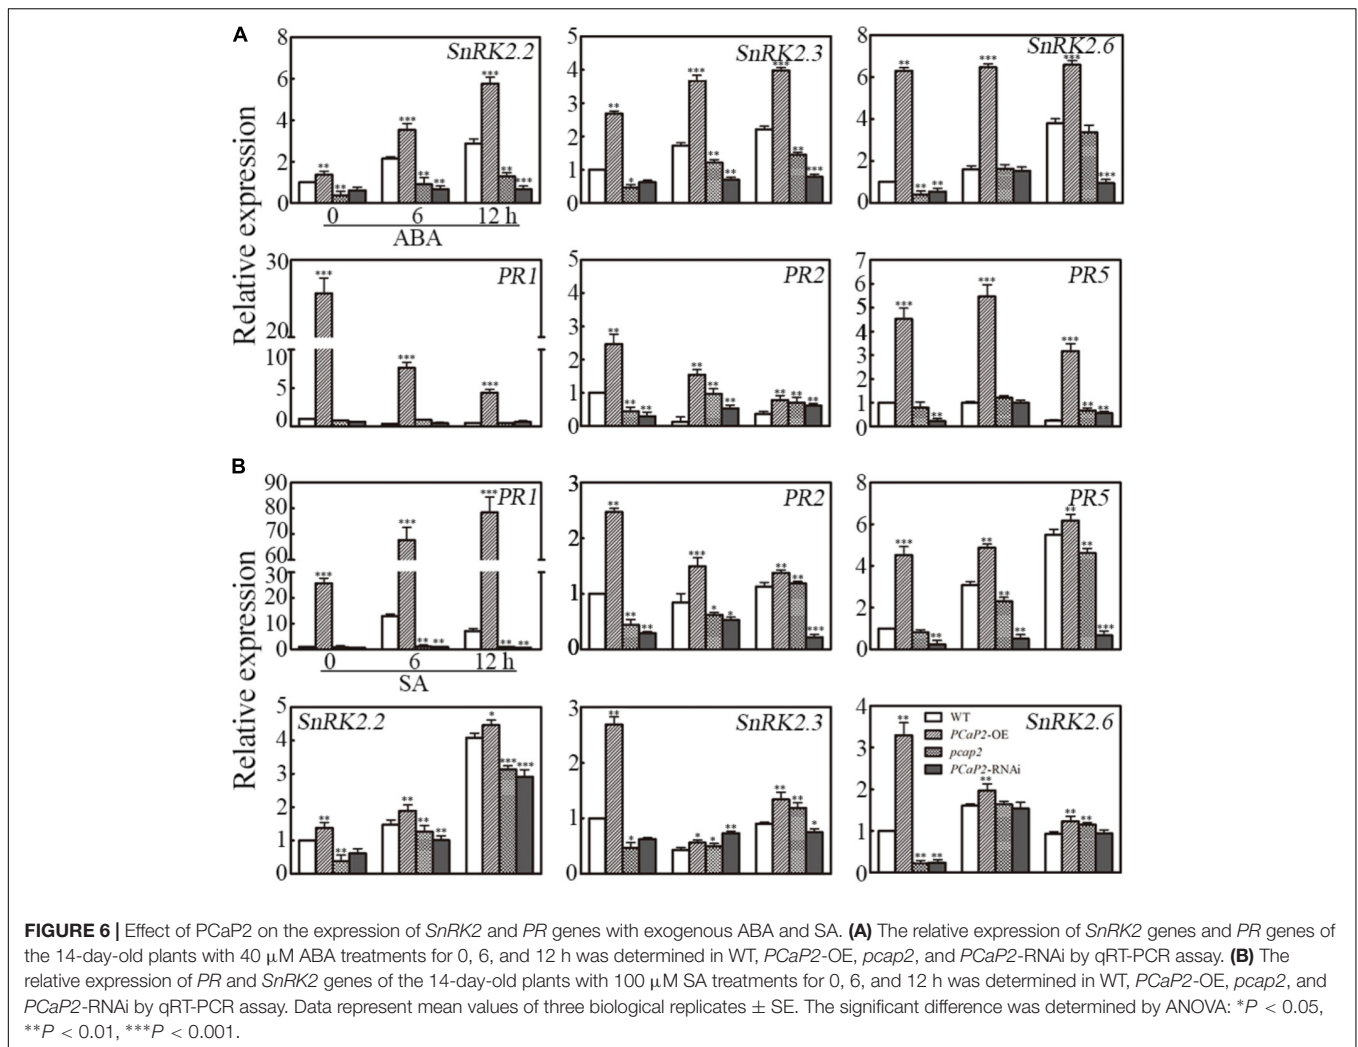 A
SnRK2.2
SnRK2.3
SnRK2.6
8
6
4
2
0
5
4
3
2
1
0
8
6
4
2
0
** *** ***
** ** ** ** ***
** *** ***
* ** ** ** ***
** *** ***
** ** ***
0 6 12 h
ABA
Relative expression
PR1
PR2
PR5
30
20
10
5
0
5
4
3
2
1
0
7
6
5
4
3
2
1
0
*** *** ***
** ** **
** ** ** ** ** **
*** *** ***
** ** **
B
PR1
PR2
PR5
90
80
70
60
30
20
10
0
3
2
1
0
8
6
4
2
0
*** *** ***
** ** ** **
** *** **
** ** * * ** ***
*** ** **
** ** ** ** ***
0 6 12 h
SA
Relative expression
SnRK2.2
SnRK2.3
SnRK2.6
5
4
3
2
1
0
3
2
1
0
4
3
2
1
0
** ** *
** ** ** *** ***
** * **
* * ** ** *
** ** **
** ** **
WT
PCaP2-OE
pcap2
PCaP2-RNAi
FIGURE 6 | Effect of PCaP2 on the expression of SnRK2 and PR genes with exogenous ABA and SA. (A) The relative expression of SnRK2 genes and PR genes of
the 14-day-old plants with 40 μM ABA treatments for 0, 6, and 12 h was determined in WT, PCaP2-OE, pcap2, and PCaP2-RNAi by qRT-PCR assay. (B) The
relative expression of PR and SnRK2 genes of the 14-day-old plants with 100 μM SA treatments for 0, 6, and 12 h was determined in WT, PCaP2-OE, pcap2, and
PCaP2-RNAi by qRT-PCR assay. Data represent mean values of three biological replicates ± SE. The significant difference was determined by ANOVA: *P < 0.05,
**P < 0.01, ***P < 0.001.